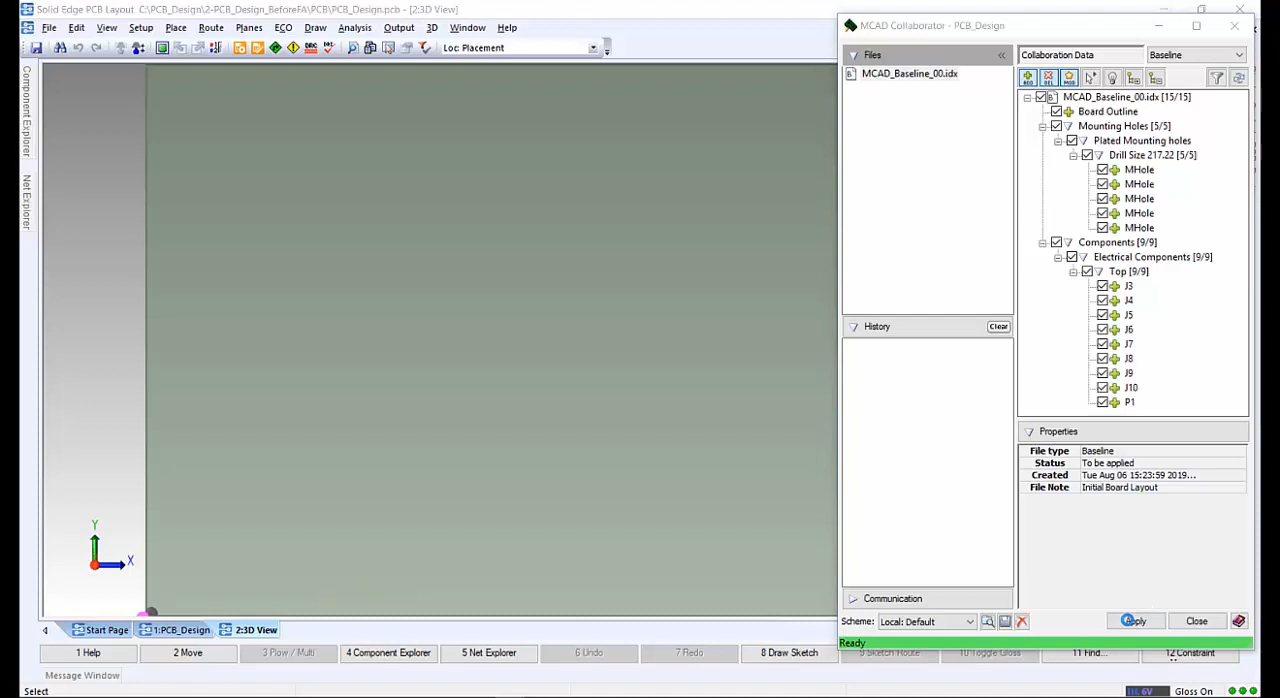 Solid Edge PCB Layout C:\PCB_Design\2-PCB_Design_BeforeFA\PCB\PCB_Design.pcb - [2:3D View]
File Edit View Setup Place Route Planes ECO Draw Analysis Output 3D Window Help
Loc: Placement
Component Explorer
Net Explorer
Y
X
Start Page 1:PCB_Design 2:3D View
1 Help 2 Move 3 Plow / Multi 4 Component Explorer 5 Net Explorer 6 Undo 7 Redo 8 Draw Sketch 9 Sketch Route 10 Toggle Gloss 11 Find... 12 Constraint
Message Window
Select
Gloss On
MCAD Collaborator - PCB_Design
Files
MCAD_Baseline_00.idx
History
Clear
Communication
Collaboration Data
Baseline
MCAD_Baseline_00.idx [15/15]
Board Outline
Mounting Holes [5/5]
Plated Mounting holes
Drill Size 217.22 [5/5]
MHole
MHole
MHole
MHole
MHole
Components [9/9]
Electrical Components [9/9]
Top [9/9]
J3
J4
J5
J6
J7
J8
J9
J10
P1
Properties
File type Baseline
Status To be applied
Created Tue Aug 06 15:23:59 2019...
File Note Initial Board Layout
Scheme: Local: Default
Apply
Close
Ready